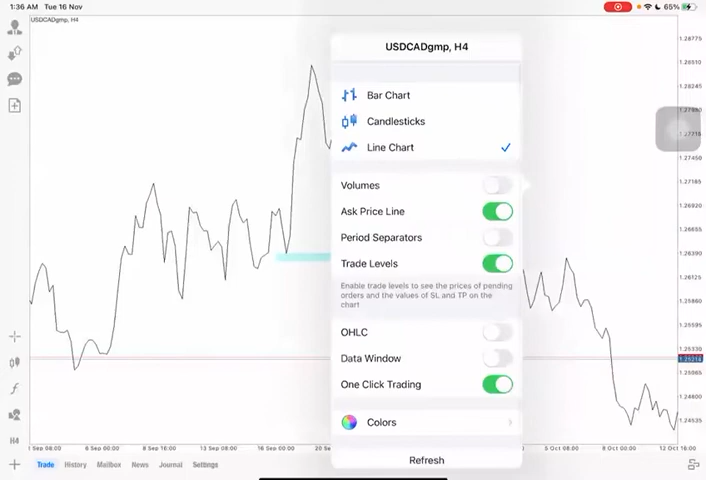 1:36 AM Tue 16 Nov
65%
USDCADgmp, H4
USDCADgmp, H4
Bar Chart
Candlesticks
Line Chart
Volumes
Ask Price Line
Period Separators
Trade Levels
Enable trade levels to see the prices of pending
orders and the values of SL and TP on the
chart
OHLC
Data Window
One Click Trading
Colors
Refresh
1.28775
1.28510
1.28245
1.27450
1.27185
1.26920
1.26655
1.26390
1.26125
1.25860
1.25595
1.25330
1.25065
1.24800
1.24535
H4
6 Sep 00:00
8 Sep 16:00
13 Sep 08:00
16 Sep 00:00
5 Oct 08:00
8 Oct 00:00
12 Oct 16:00
Trade
History
Mailbox
News
Journal
Settings